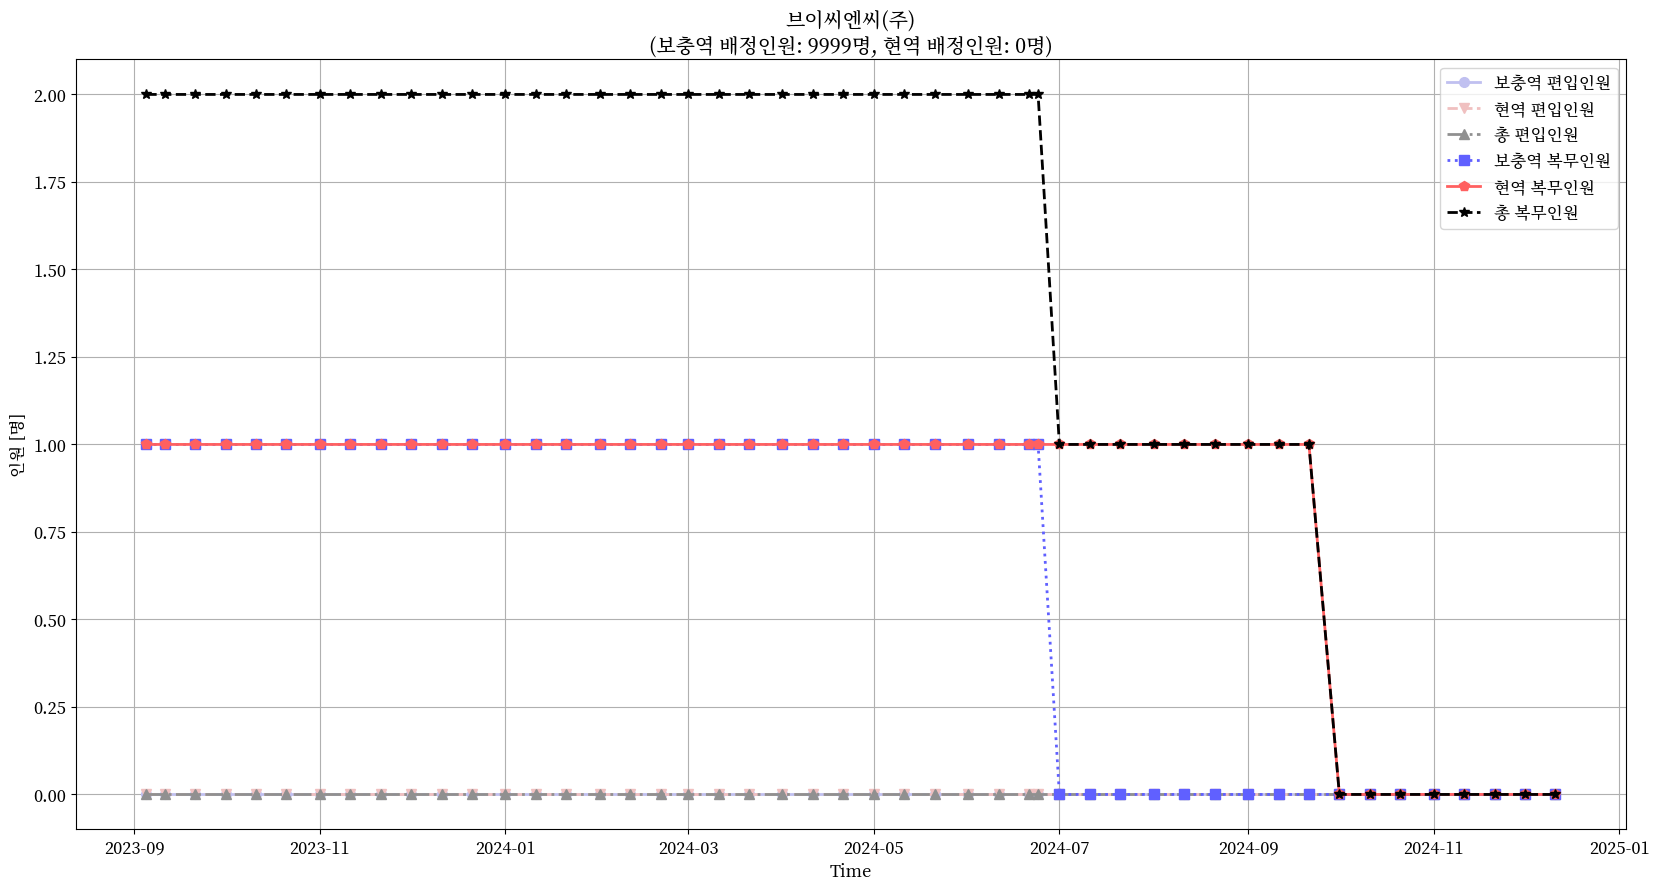 브이씨엔씨(주)
(보충역 배정인원: 9999명, 현역 배정인원: 0명)
보충역 편입인원
현역 편입인원
총 편입인원
보충역 복무인원
현역 복무인원
총 복무인원
2.00
1.75
1.50
1.25
1.00
0.75
0.50
0.25
0.00
인원 [명]
2023-09
2023-11
2024-01
2024-03
2024-05
2024-07
2024-09
2024-11
2025-01
Time